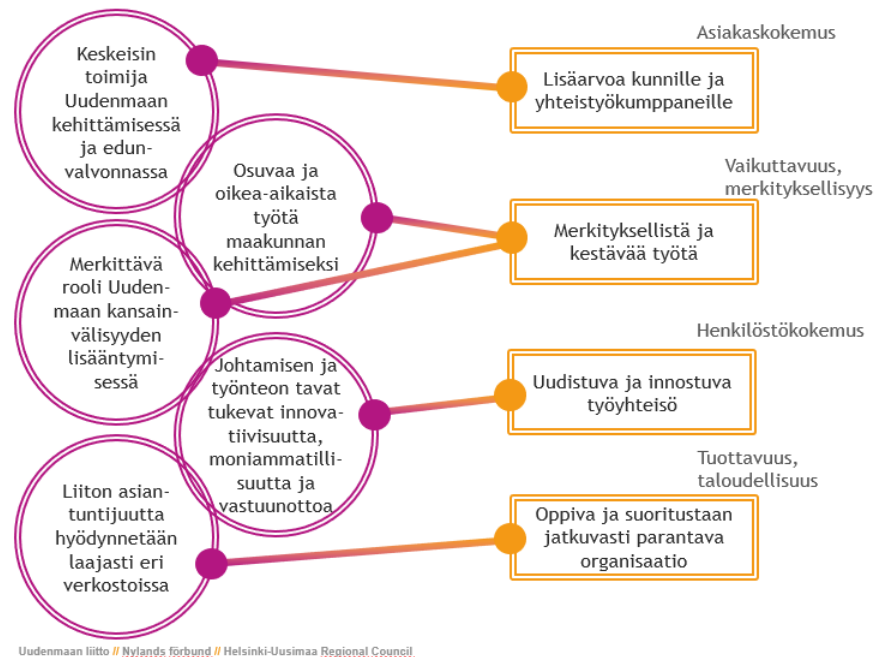 Keskeisin
toimija
Uudenmaan
kehittämisessä
ja edun-
valvonnassa
Asiakaskokemus
Lisäarvoa kunnille ja
yhteistyökumppaneille
Osuvaa ja
oikea-aikaista
työtä
maakunnan
kehittämiseksi
Vaikuttavuus,
merkityksellisyys
Merkityksellistä ja
kestävää työtä
Merkittävä
rooli Uuden-
maan kansain-
välisyyden
lisääntymi-
sessä
Henkilöstökokemus
Johtamisen ja
työnteon tavat
tukevat innova-
tiivisuutta,
moniammatilli-
suutta ja
vastuunottoa
Uudistuva ja innostuva
työyhteisö
Tuottavuus,
taloudellisuus
Liiton asian-
tuntijuutta
hyödynnetään
laajasti eri
verkostoissa
Oppiva ja suoritustaan
jatkuvasti parantava
organisaatio
Uudenmaan liitto // Nylands förbund // Helsinki-Uusimaa Regional Council